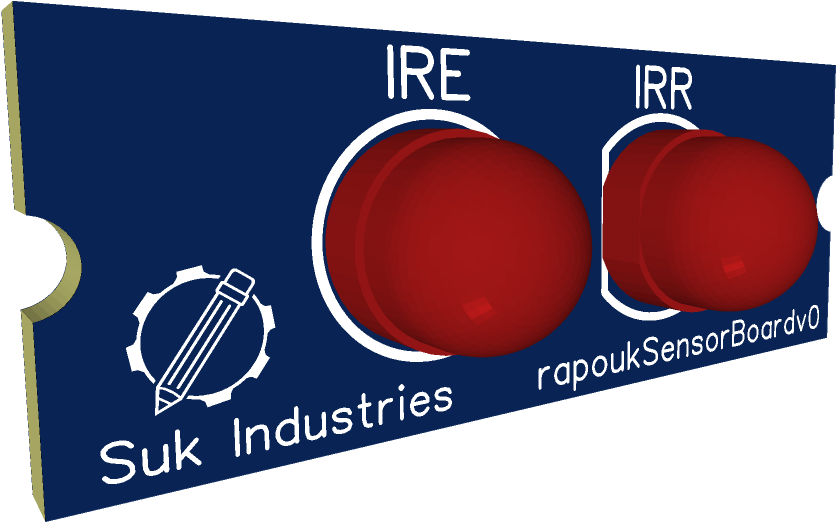 IRE
IRR
rapoukSensorBoardv0
Suk Industries